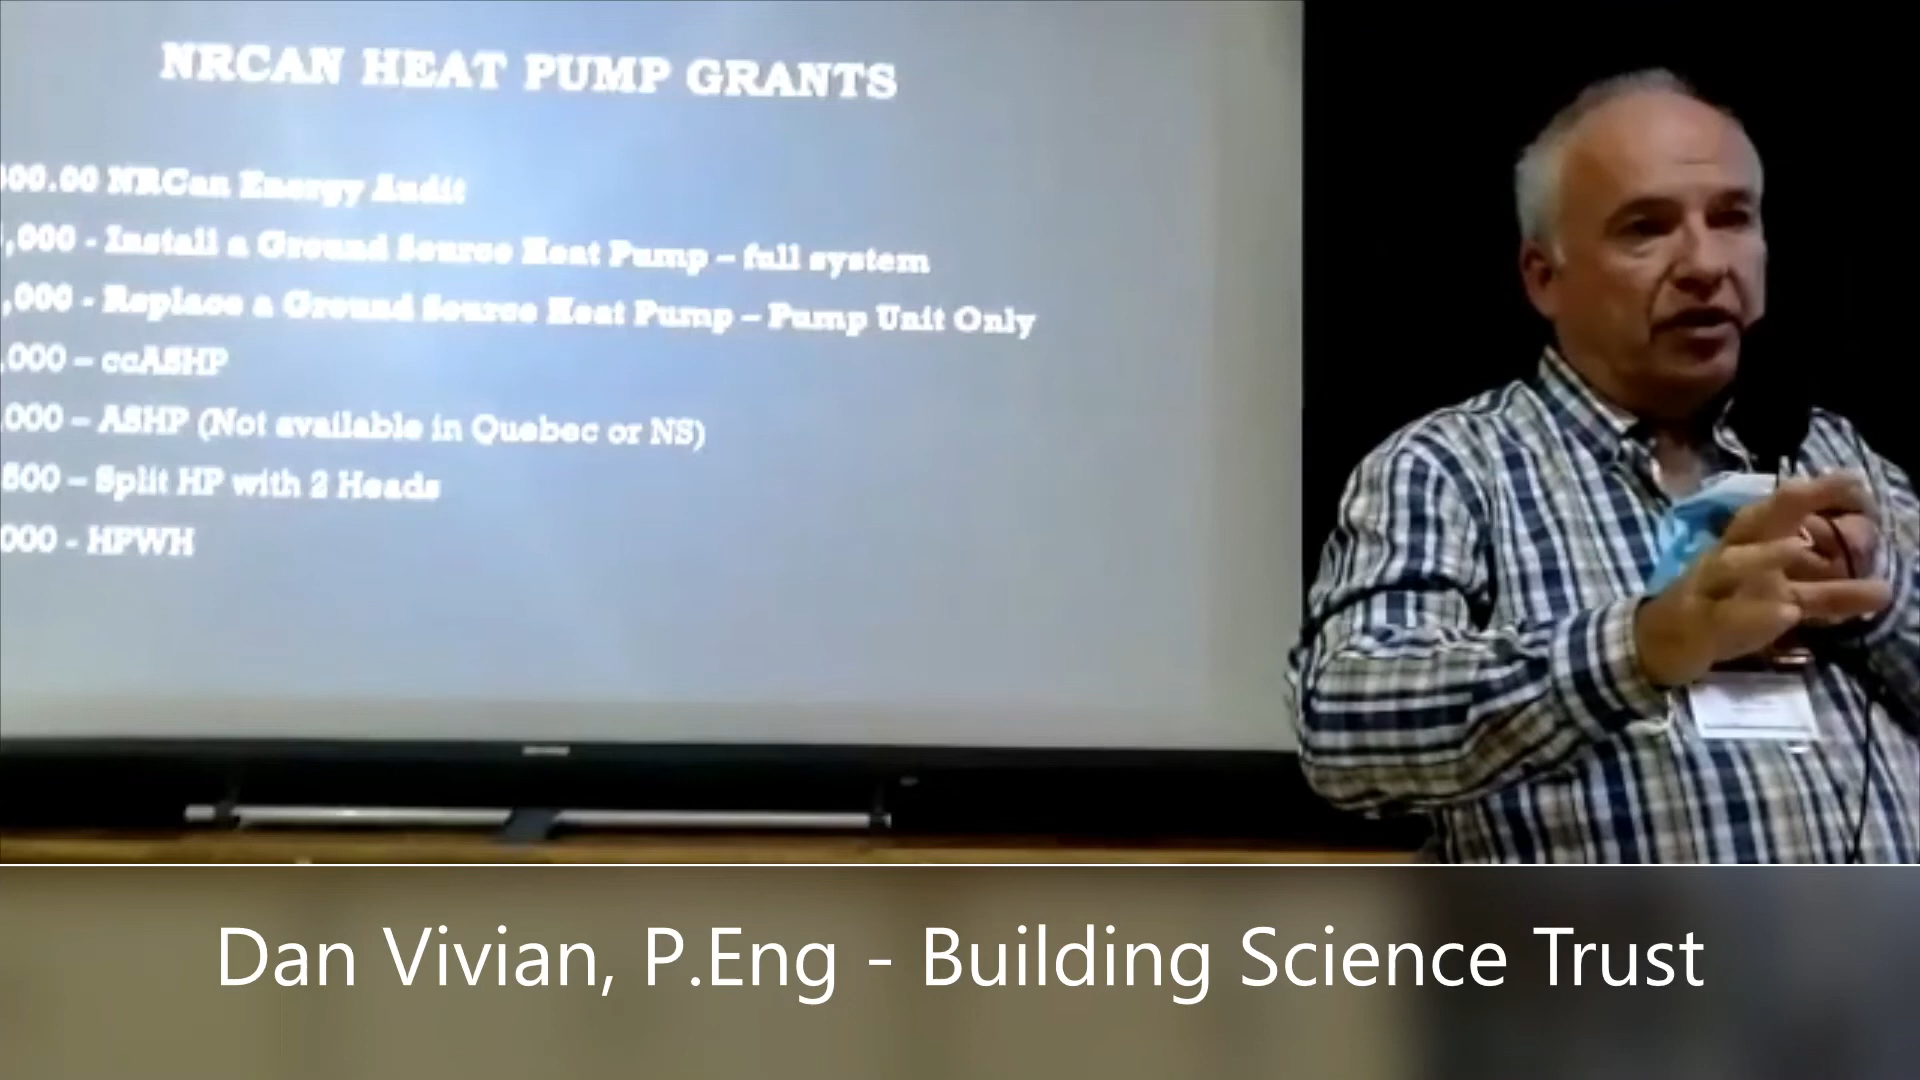 NRCAN HEAT PUMP GRANTS
00.00 NRCan Energy Audit
,000 - Install a Ground Source Heat Pump – full system
,000 - Replace a Ground Source Heat Pump – Pump Unit Only
,000 – ccASHP
,000 – ASHP (Not available in Quebec or NS)
500 – Split HP with 2 Heads
000 - HPWH
Dan Vivian, P.Eng - Building Science Trust